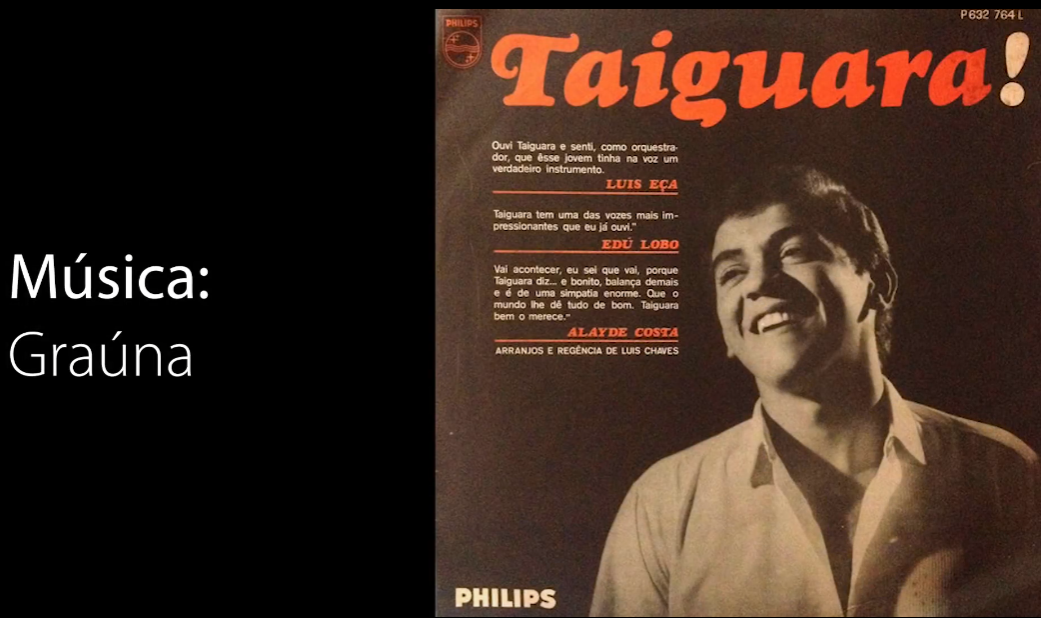 Música:
Graúna
PHILIPS
P 632 764 L
Taiguara!
Ouvi Taiguara e senti, como orquestra-
dor, que êsse jovem tinha na voz um
verdadeiro instrumento.
LUIS EÇA
Taiguara tem uma das vozes mais im-
pressionantes que eu já ouvi."
EDÚ LOBO
Vai acontecer, eu sei que vai, porque
Taiguara diz... e bonito, balança demais
e é de uma simpatia enorme. Que o
mundo lhe dê tudo de bom. Taiguara
bem o merece."
ALAYDE COSTA
ARRANJOS E REGÊNCIA DE LUIS CHAVES
PHILIPS